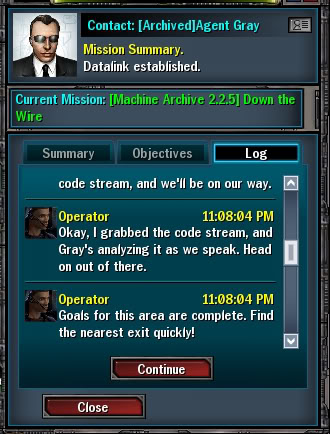 Contact: [Archived]Agent Gray
Mission Summary.
Datalink established.
Current Mission: [Machine Archive 2.2.5] Down the
Wire
Summary
Objectives
Log
code stream, and we'll be on our way.
Operator 11:08:04 PM
Okay, I grabbed the code stream, and
Gray's analyzing it as we speak. Head
on out of there.
Operator 11:08:04 PM
Goals for this area are complete. Find
the nearest exit quickly!
Continue
Close